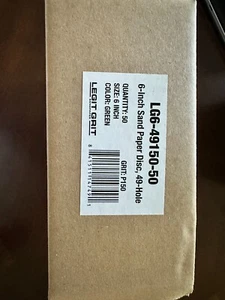 LG6-49150-50
6-Inch Sand Paper Disc, 49-Hole
QUANTITY: 50
SIZE: 6 INCH
COLOR: GREEN
LEGIT GRIT
GRIT: P150